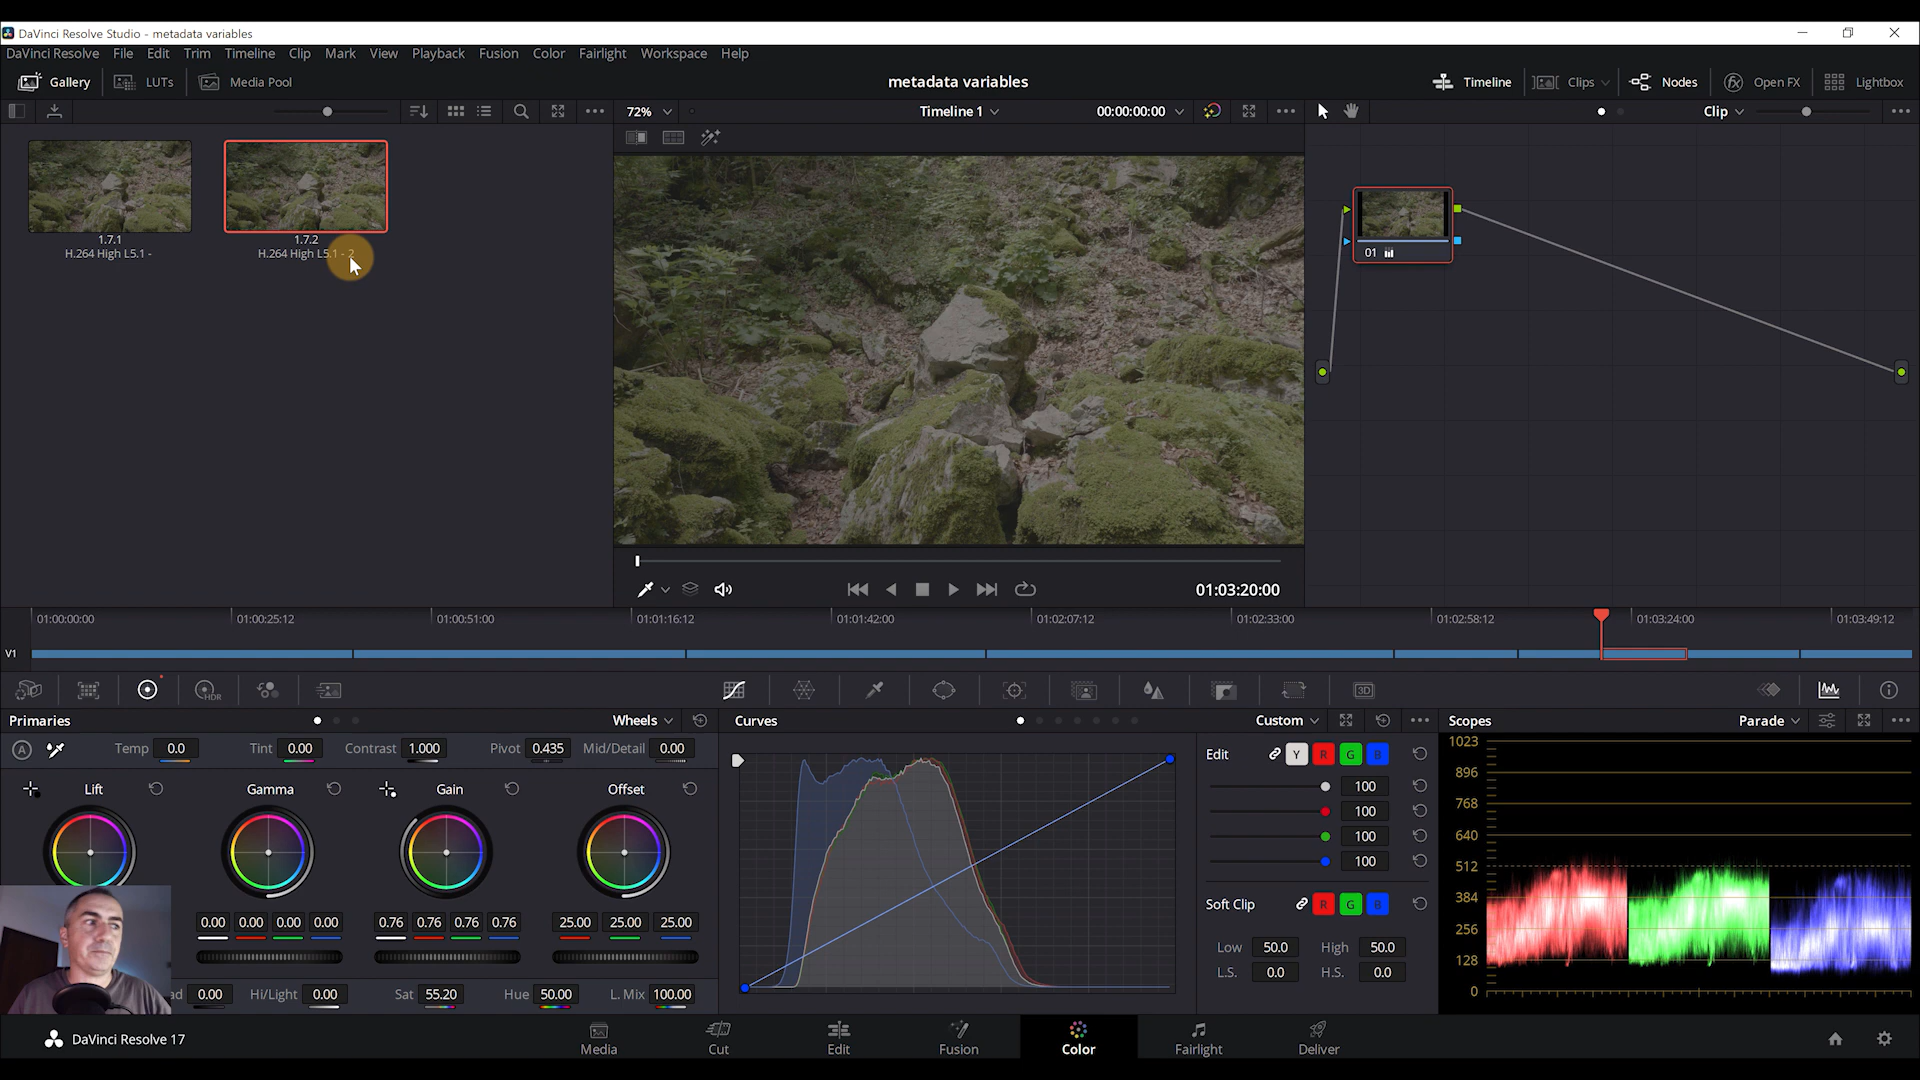 DaVinci Resolve Studio - metadata variables
DaVinci Resolve File Edit Trim Timeline Clip Mark View Playback Fusion Color Fairlight Workspace Help
Gallery LUTs Media Pool metadata variables Timeline Clips Nodes Open FX Lightbox
72% Timeline 1 00:00:00:00 Clip
1.7.1 1.7.2
H.264 High L5.1 - H.264 High L5.1 - 2
01
01:03:20:00
01:00:00:00 01:00:25:12 01:00:51:00 01:01:16:12 01:01:42:00 01:02:07:12 01:02:33:00 01:02:58:12 01:03:24:00 01:03:49:12
V1
HDR 3D
Primaries Wheels Curves Custom Scopes Parade
A Temp 0.0 Tint 0.00 Contrast 1.000 Pivot 0.435 Mid/Detail 0.00
Lift Gamma Gain Offset
0.00 0.00 0.00 0.00 0.76 0.76 0.76 0.76 25.00 25.00 25.00
0.00 Hi/Light 0.00 Sat 55.20 Hue 50.00 L. Mix 100.00
Edit Y R G B
100
100
100
100
Soft Clip R G B
Low 50.0 High 50.0
L.S. 0.0 H.S. 0.0
1023
896
768
640
512
384
256
128
0
DaVinci Resolve 17 Media Cut Edit Fusion Color Fairlight Deliver